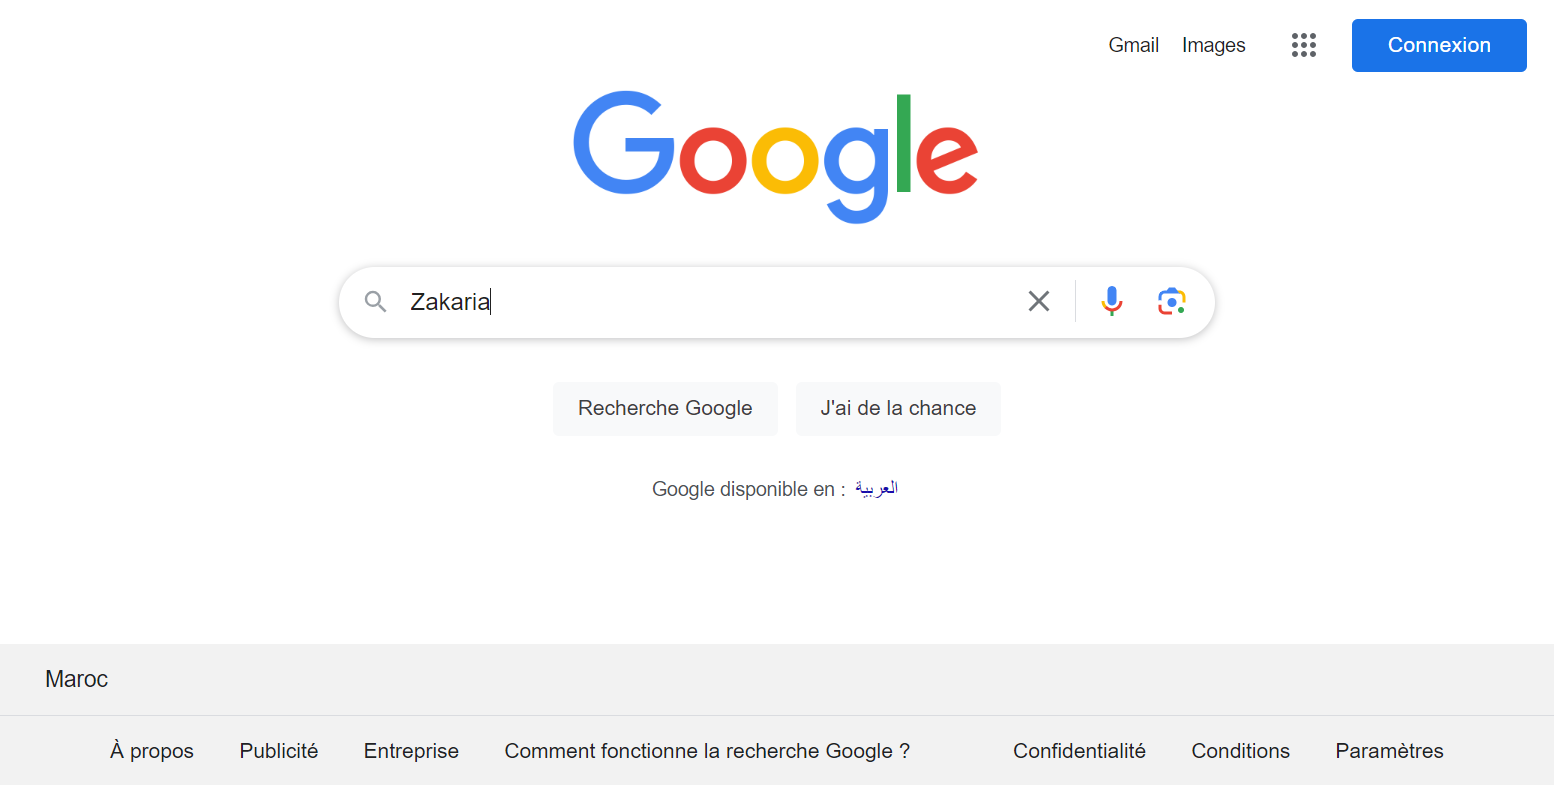 Gmail Images Connexion
Google
Zakaria
Recherche Google J'ai de la chance
Google disponible en : العربية
Maroc
À propos Publicité Entreprise Comment fonctionne la recherche Google ? Confidentialité Conditions Paramètres